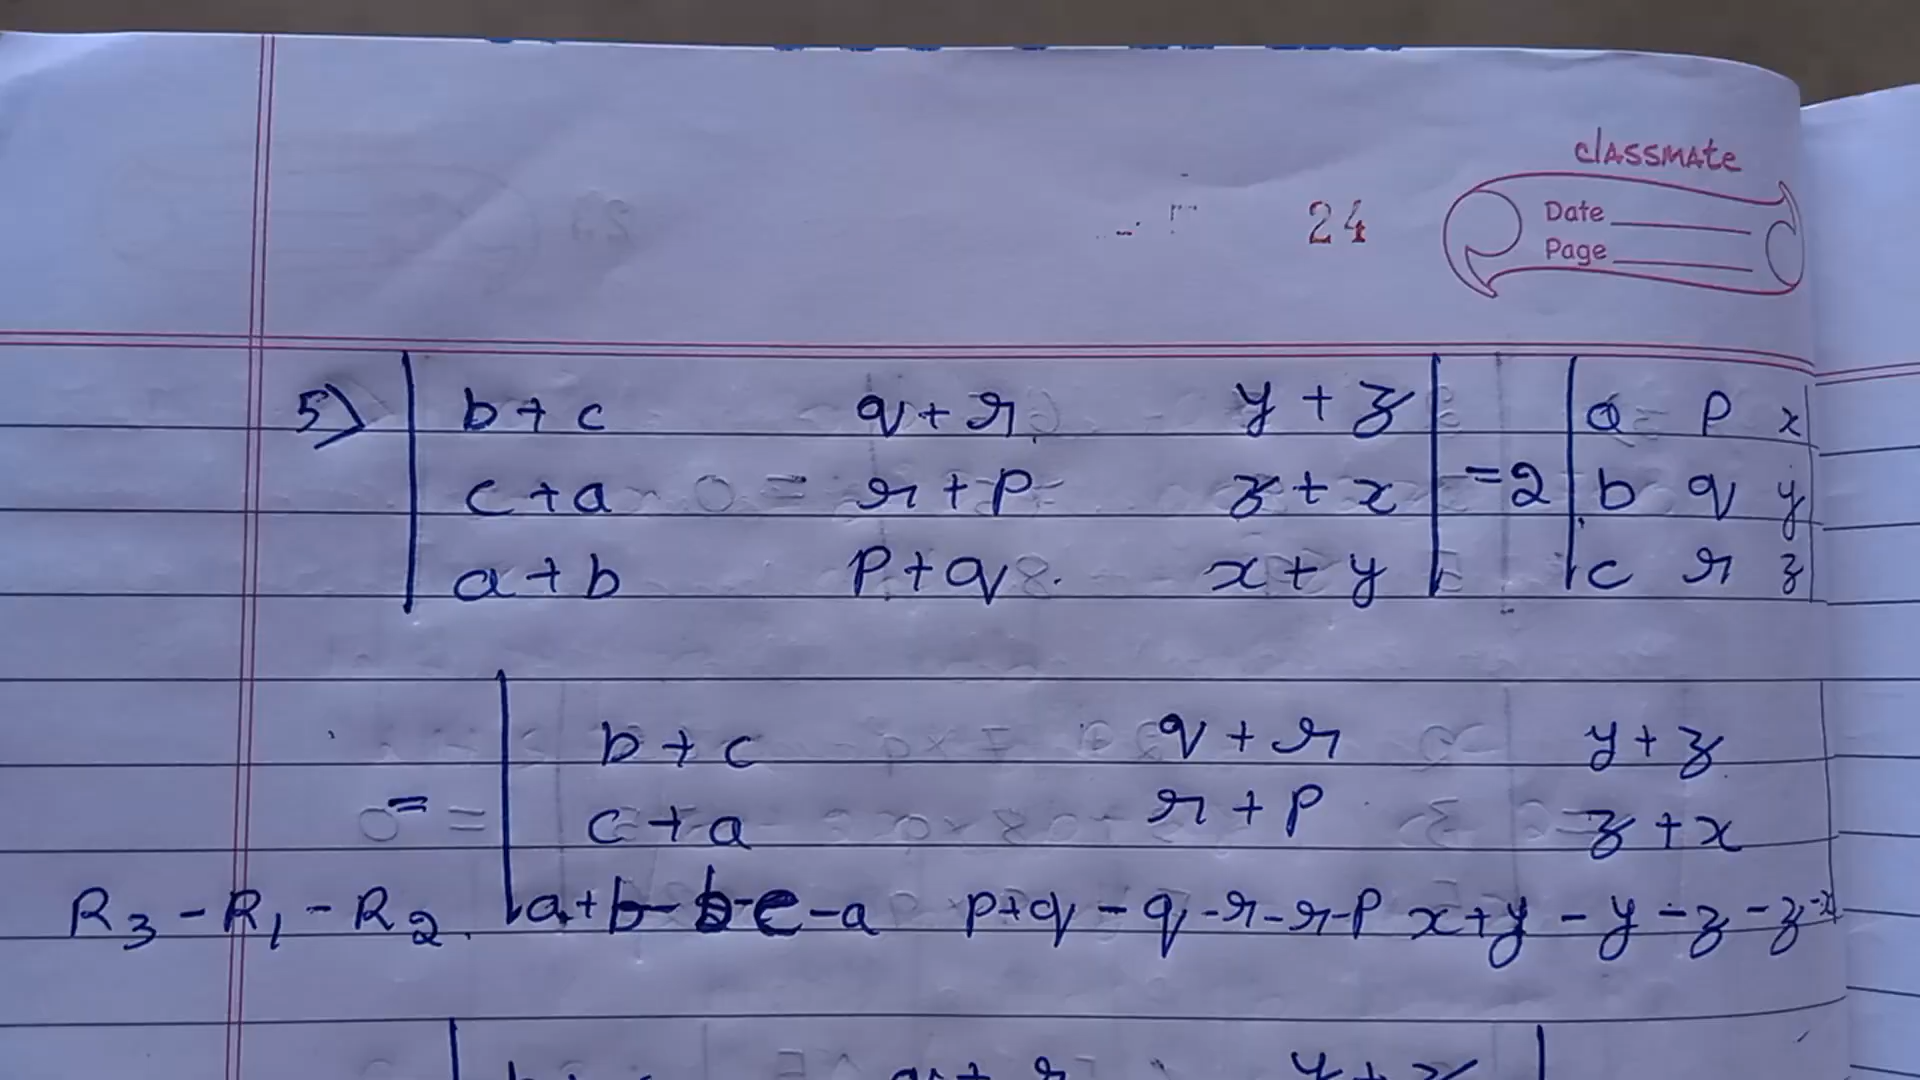 classmate
24
Date
Page
5) | b + c q + r y + z | = 2 | a p x |
| c + a r + p z + x | | b q y |
| a + b p + q x + y | | c r z |
| b + c q + r y + z |
= | c + a r + p z + x |
R3 - R1 - R2. | a + b - b - c - c - a p + q - q - r - r - p x + y - y - z - z - x |